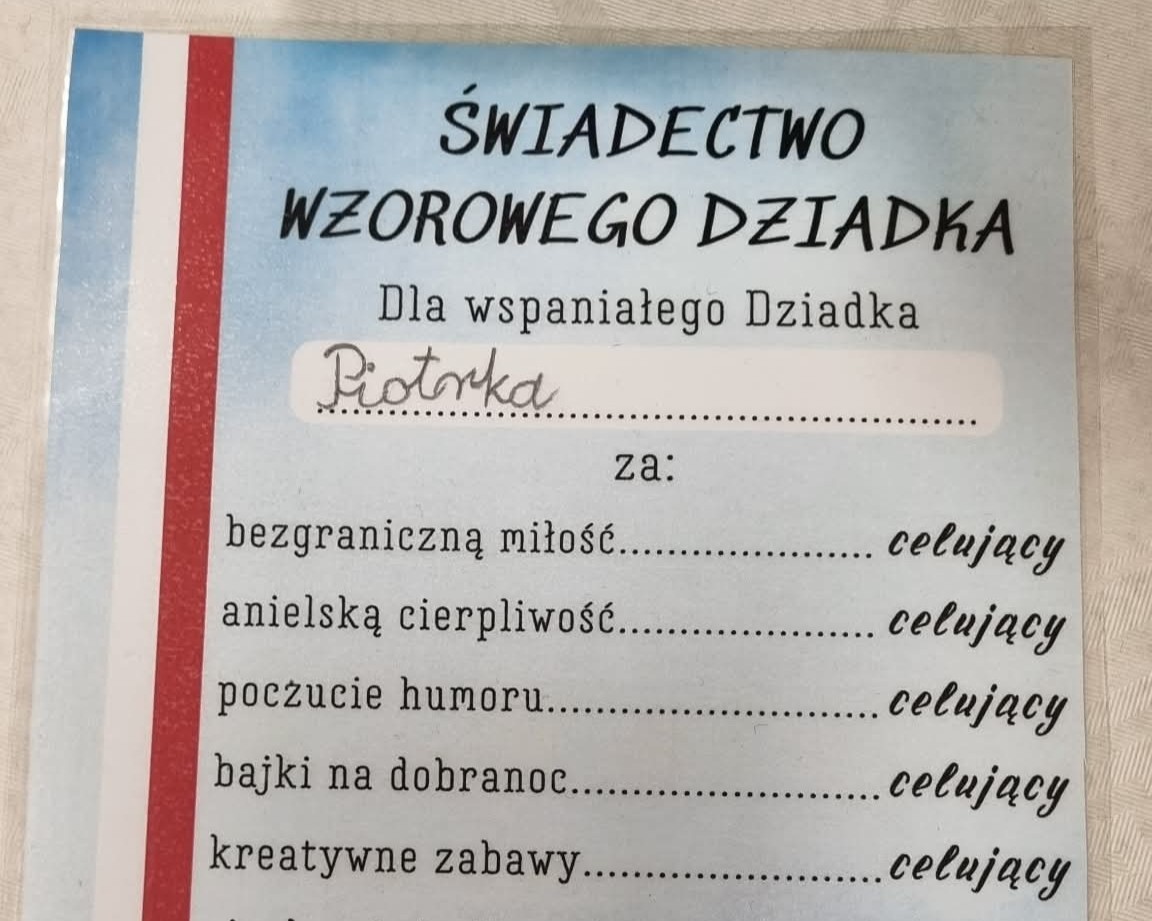 ŚWIADECTWO
WZOROWEGO DZIADKA
Dla wspaniałego Dziadka
Piotrka
za:
bezgraniczną miłość.................... celujący
anielską cierpliwość.................... celujący
poczucie humoru.......................... celujący
bajki na dobranoc........................ celujący
kreatywne zabawy....................... celujący